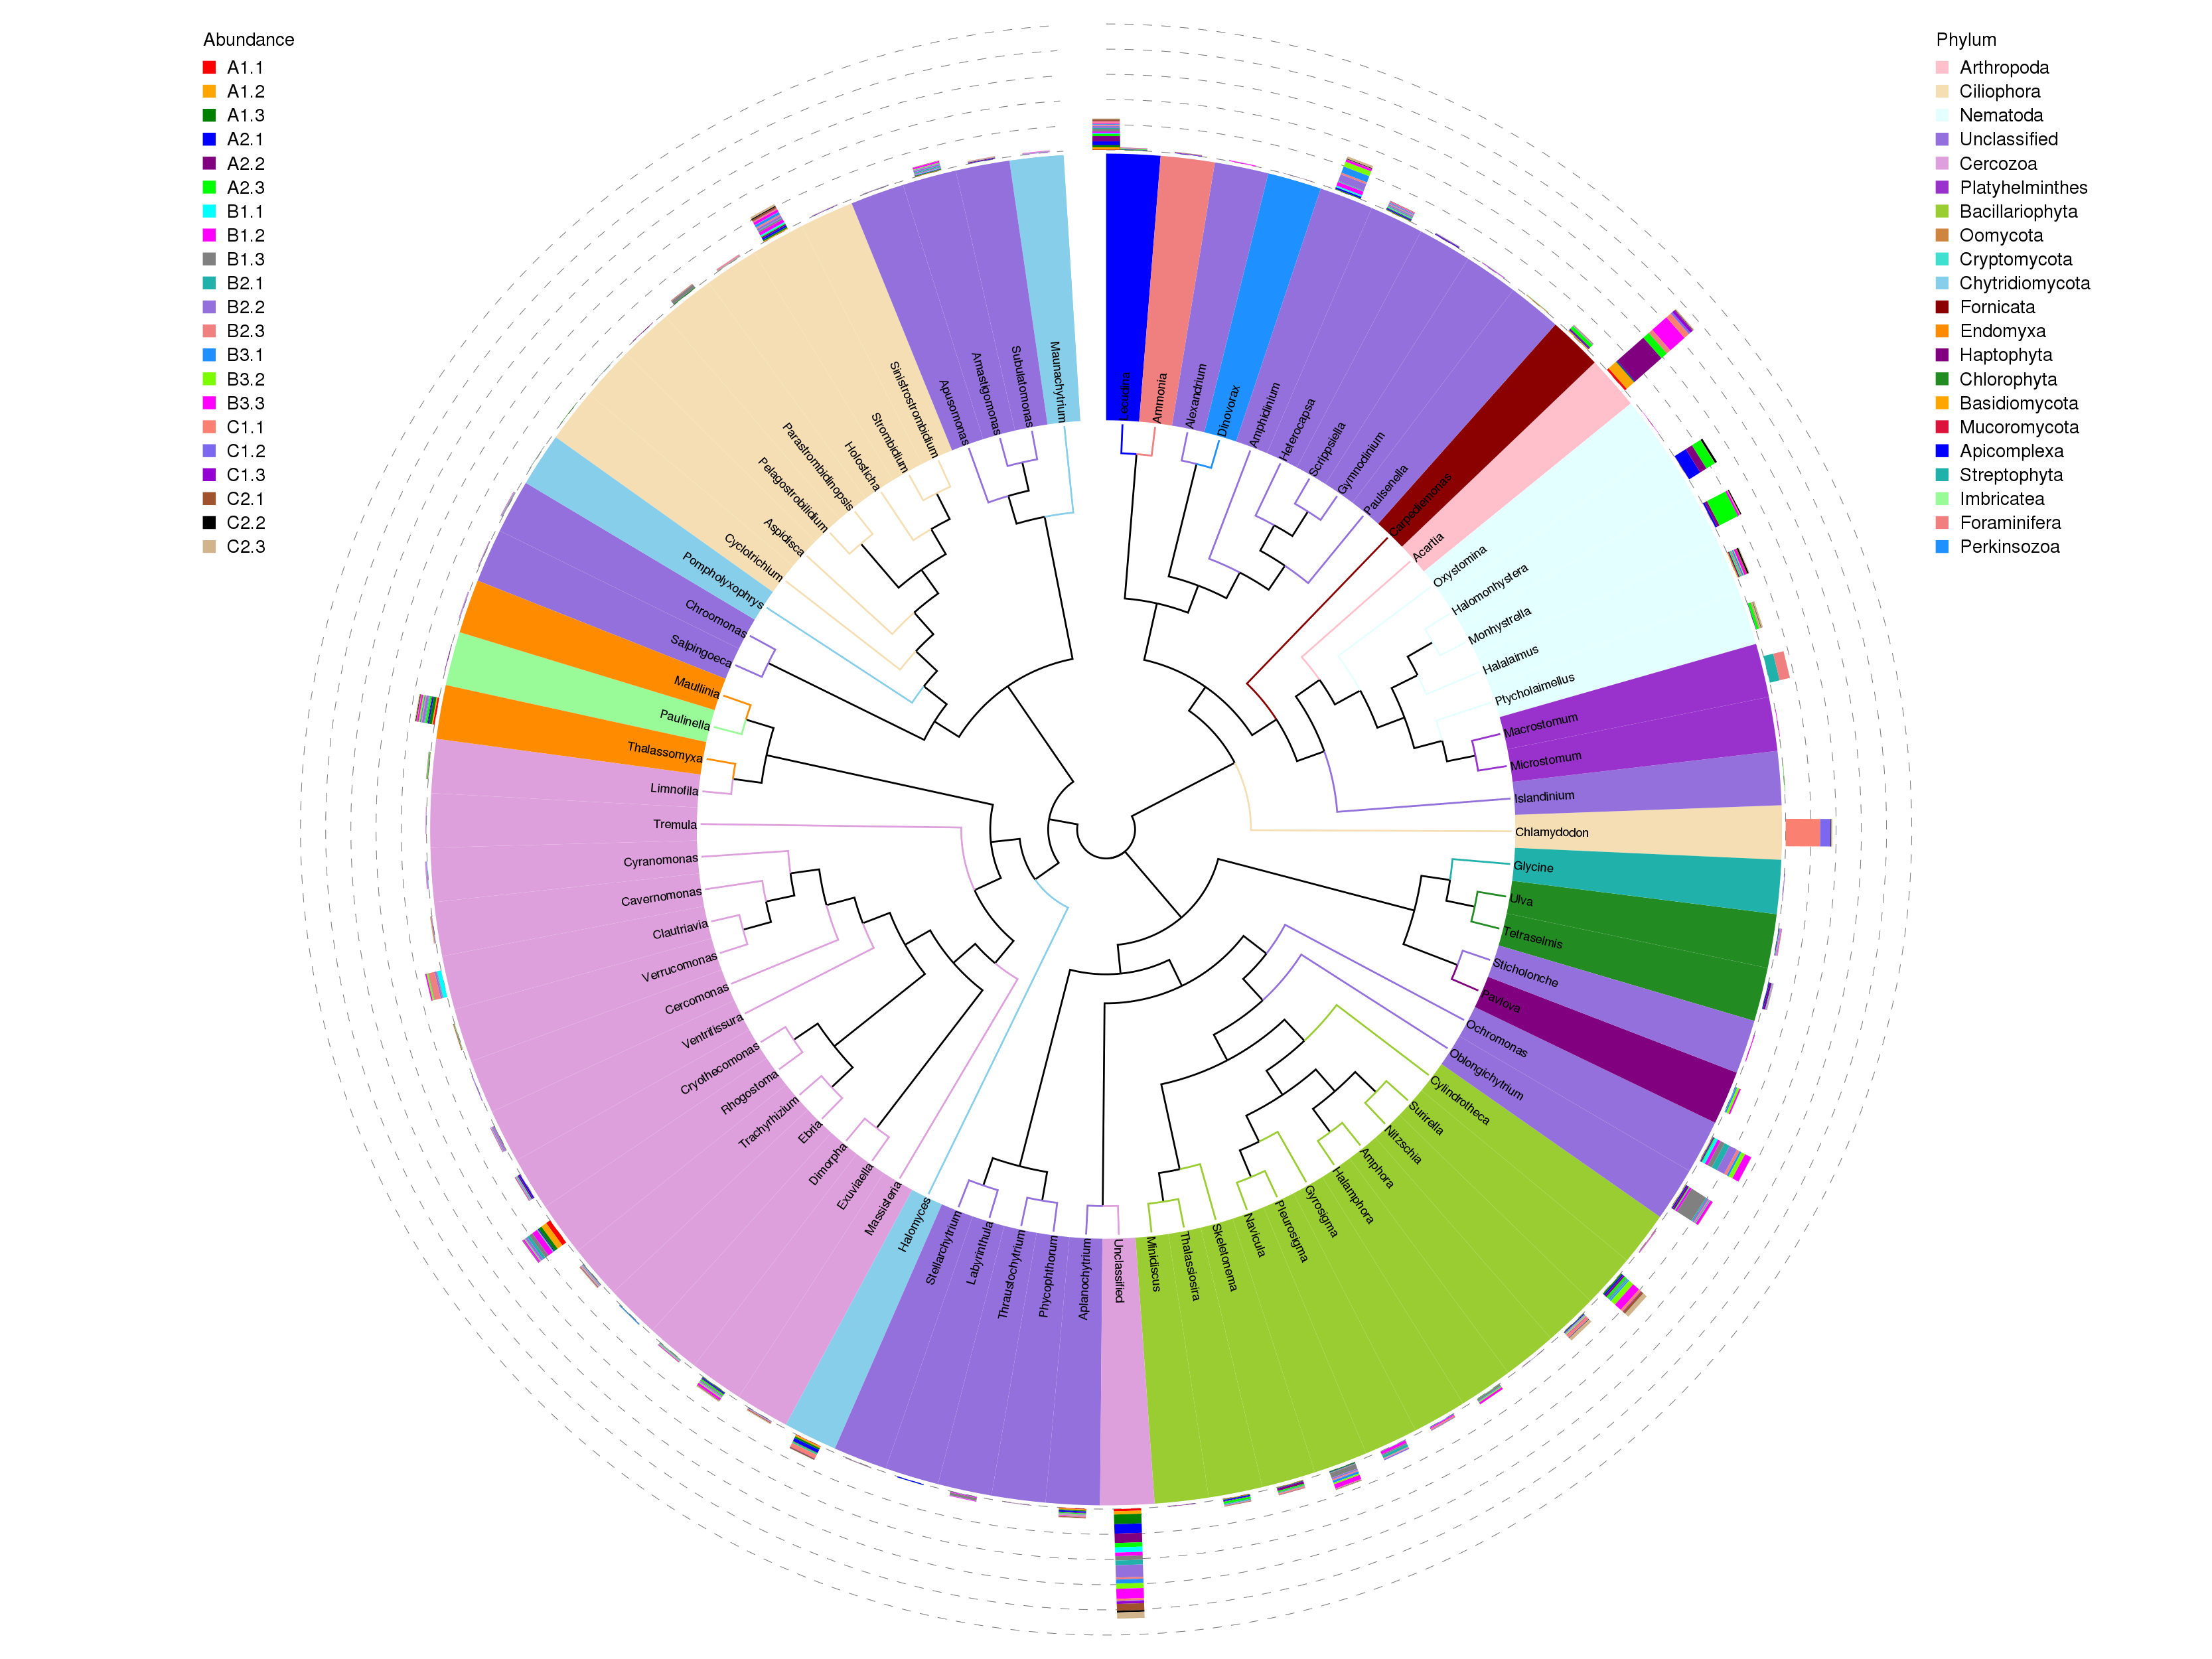 Abundance
A1.1
A1.2
A1.3
A2.1
A2.2
A2.3
B1.1
B1.2
B1.3
B2.1
B2.2
B2.3
B3.1
B3.2
B3.3
C1.1
C1.2
C1.3
C2.1
C2.2
C2.3
Phylum
Arthropoda
Ciliophora
Nematoda
Unclassified
Cercozoa
Platyhelminthes
Bacillariophyta
Oomycota
Cryptomycota
Chytridiomycota
Fornicata
Endomyxa
Haptophyta
Chlorophyta
Basidiomycota
Mucoromycota
Apicomplexa
Streptophyta
Imbricatea
Foraminifera
Perkinsozoa
Lecudina
Ammonia
Alexandrium
Dinovorax
Amphidinium
Heterocapsa
Scrippsiella
Gymnodinium
Paulsenella
Carpediemonas
Acartia
Oxystomina
Halomonhystera
Monhystrella
Halalaimus
Ptycholaimellus
Macrostomum
Microstomum
Islandinium
Chlamydodon
Glycine
Ulva
Tetraselmis
Sticholonche
Pavlova
Ochromonas
Oblongichytrium
Cylindrotheca
Surirella
Nitzschia
Amphora
Halamphora
Gyrosigma
Pleurosigma
Navicula
Skeletonema
Thalassiosira
Minidiscus
Unclassified
Aplanochytrium
Phycophthorum
Thraustochytrium
Labyrinthula
Stellarchytrium
Halomyces
Massisteria
Exuviaella
Dimorpha
Ebria
Trachyrhizium
Rhogostoma
Cryothecomonas
Ventrifissura
Cercomonas
Verrucomonas
Clautriavia
Cavernomonas
Cyranomonas
Tremula
Limnofila
Thalassomyxa
Paulinella
Maullinia
Salpingoeca
Chroomonas
Pompholyxophrys
Cyclotrichium
Aspidisca
Pelagostrobilidium
Parastrombidinopsis
Holosticha
Strombidium
Sinistrostrombidium
Apusomonas
Amastigomonas
Subulatomonas
Maunachytrium